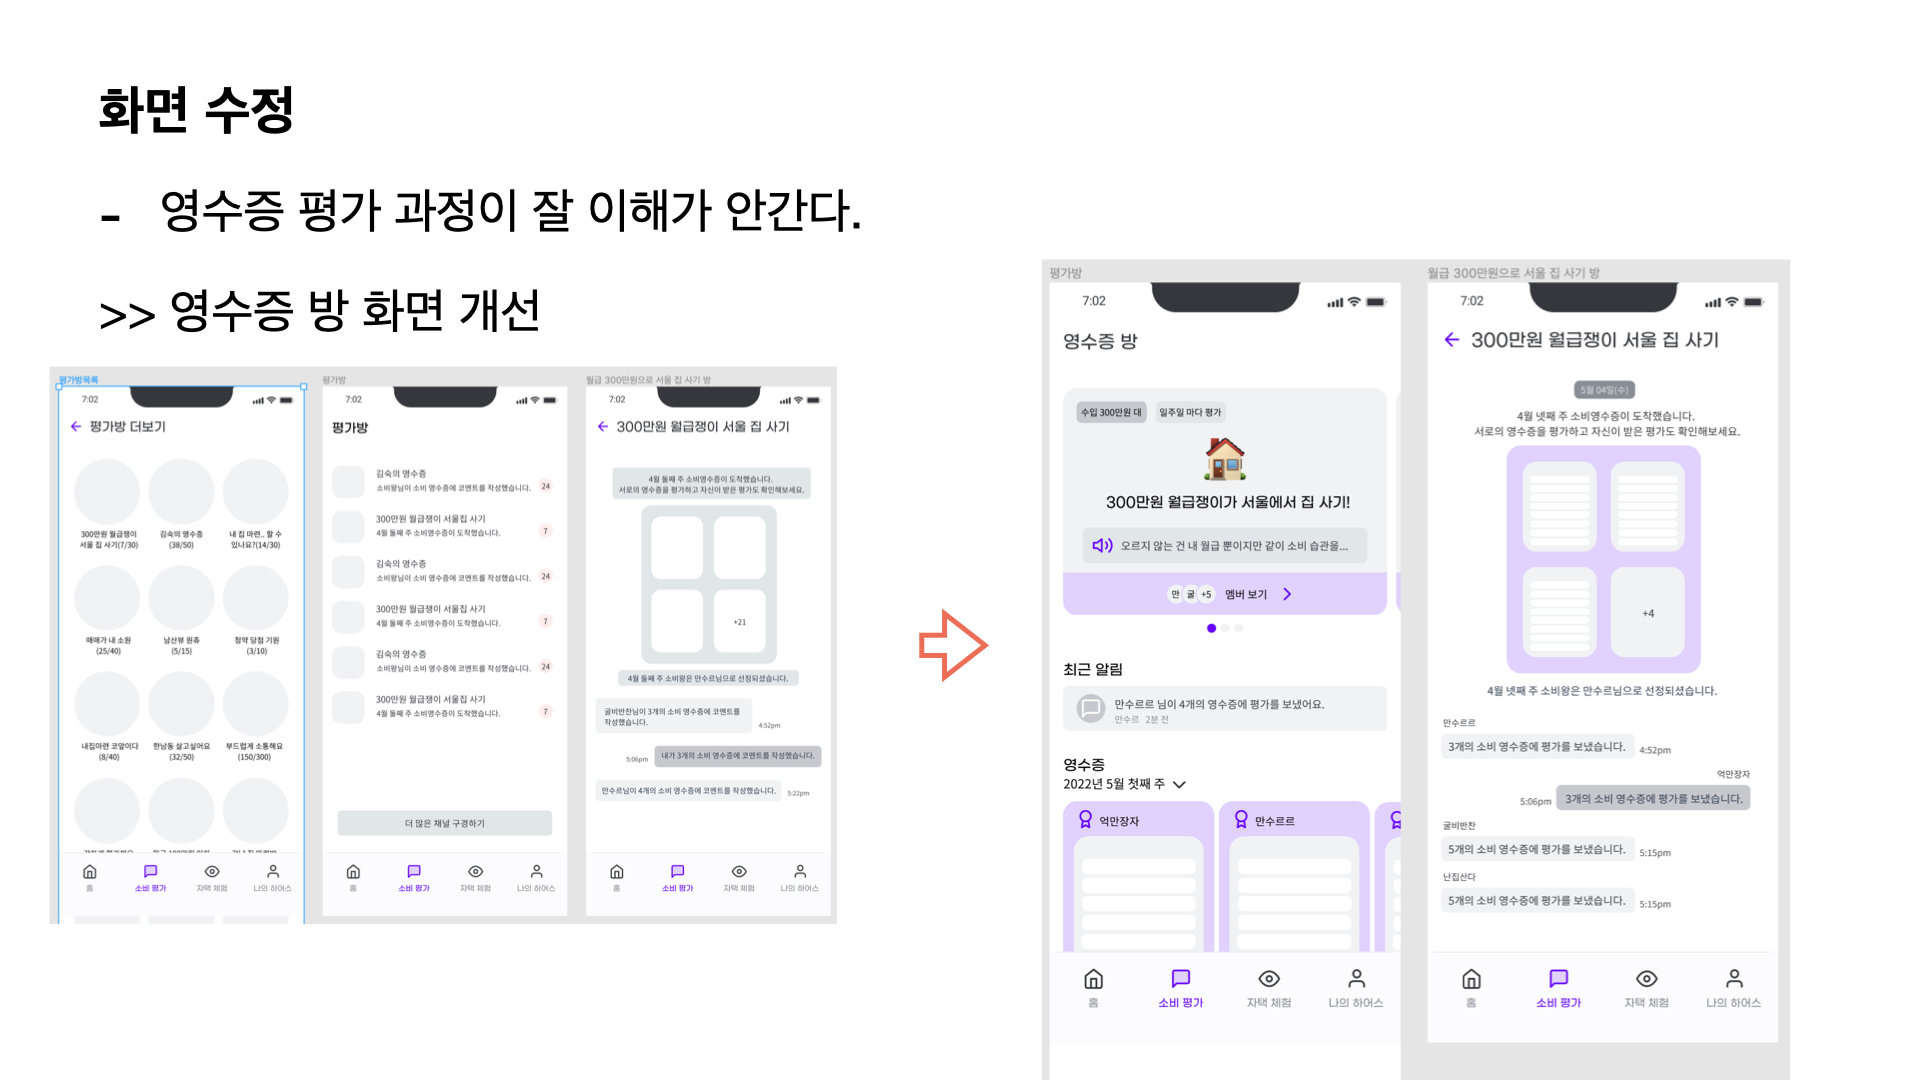 화면 수정
- 영수증 평가 과정이 잘 이해가 안간다.
>> 영수증 방 화면 개선
평가방목록
7:02
평가방 더보기
300만원 월급쟁이
서울 집 사기(7/30)
김숙의 영수증
(38/50)
내 집 마련.. 할 수
있나요?(14/30)
매매가 내 소원
(25/40)
남산뷰 원츄
(5/15)
청약 당첨 기원
(3/10)
내집마련 코앞이다
(8/40)
한남동 살고싶어요
(32/50)
부드럽게 소통해요
(150/300)
홈
소비 평가
자택 체험
나의 하어스
평가방
7:02
평가방
김숙의 영수증
소비왕님이 소비 영수증에 코멘트를 작성했습니다.
24
300만원 월급쟁이 서울집 사기
4월 둘째 주 소비영수증이 도착했습니다.
7
김숙의 영수증
소비왕님이 소비 영수증에 코멘트를 작성했습니다.
24
300만원 월급쟁이 서울집 사기
4월 둘째 주 소비영수증이 도착했습니다.
7
김숙의 영수증
소비왕님이 소비 영수증에 코멘트를 작성했습니다.
24
300만원 월급쟁이 서울집 사기
4월 둘째 주 소비영수증이 도착했습니다.
7
더 많은 채널 구경하기
홈
소비 평가
자택 체험
나의 하어스
월급 300만원으로 서울 집 사기 방
7:02
300만원 월급쟁이 서울 집 사기
4월 둘째 주 소비영수증이 도착했습니다.
서로의 영수증을 평가하고 자신이 받은 평가도 확인해보세요.
+21
4월 둘째 주 소비왕은 만수르님으로 선정되셨습니다.
굴비반찬님이 3개의 소비 영수증에 코멘트를
작성했습니다.
4:52pm
5:06pm
내가 3개의 소비 영수증에 코멘트를 작성했습니다.
만수르님이 4개의 소비 영수증에 코멘트를 작성했습니다.
5:22pm
홈
소비 평가
자택 체험
나의 하어스
평가방
7:02
영수증 방
수입 300만원 대
일주일 마다 평가
300만원 월급쟁이가 서울에서 집 사기!
오르지 않는 건 내 월급 뿐이지만 같이 소비 습관을...
만 굴 +5 멤버 보기
최근 알림
만수르르 님이 4개의 영수증에 평가를 보냈어요.
만수르 2분 전
영수증
2022년 5월 첫째 주
억만장자
만수르르
홈
소비 평가
자택 체험
나의 하어스
월급 300만원으로 서울 집 사기 방
7:02
300만원 월급쟁이 서울 집 사기
5월 04일(수)
4월 넷째 주 소비영수증이 도착했습니다.
서로의 영수증을 평가하고 자신이 받은 평가도 확인해보세요.
+4
4월 넷째 주 소비왕은 만수르님으로 선정되셨습니다.
만수르르
3개의 소비 영수증에 평가를 보냈습니다.
4:52pm
억만장자
5:06pm
3개의 소비 영수증에 평가를 보냈습니다.
굴비반찬
5개의 소비 영수증에 평가를 보냈습니다.
5:15pm
난집산다
5개의 소비 영수증에 평가를 보냈습니다.
5:15pm
홈
소비 평가
자택 체험
나의 하어스